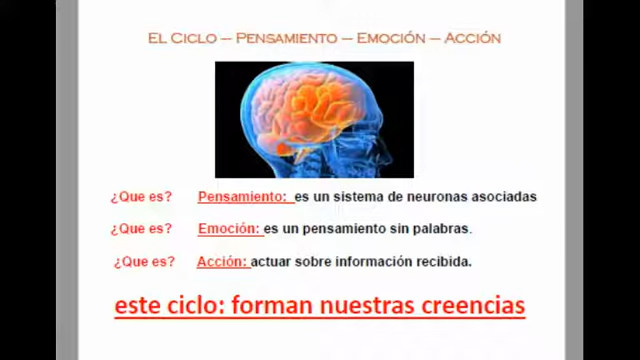 El Ciclo – Pensamiento – Emoción – Acción
¿Que es? Pensamiento: es un sistema de neuronas asociadas
¿Que es? Emoción: es un pensamiento sin palabras.
¿Que es? Acción: actuar sobre información recibida.
este ciclo: forman nuestras creencias